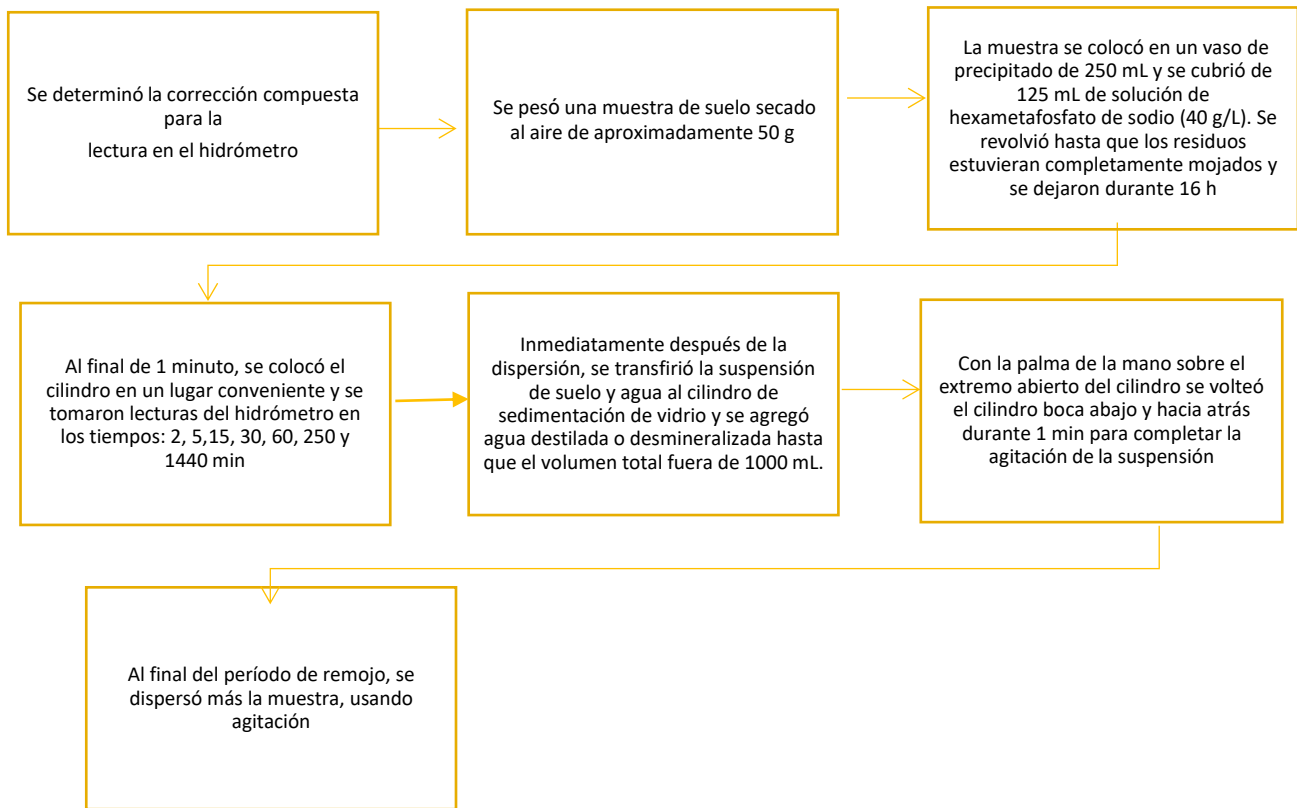 Se determinó la corrección compuesta
para la
lectura en el hidrómetro
Se pesó una muestra de suelo secado
al aire de aproximadamente 50 g
La muestra se colocó en un vaso de
precipitado de 250 mL y se cubrió de
125 mL de solución de
hexametafosfato de sodio (40 g/L). Se
revolvió hasta que los residuos
estuvieran completamente mojados y
se dejaron durante 16 h
Al final de 1 minuto, se colocó el
cilindro en un lugar conveniente y se
tomaron lecturas del hidrómetro en
los tiempos: 2, 5,15, 30, 60, 250 y
1440 min
Inmediatamente después de la
dispersión, se transfirió la suspensión
de suelo y agua al cilindro de
sedimentación de vidrio y se agregó
agua destilada o desmineralizada hasta
que el volumen total fuera de 1000 mL.
Con la palma de la mano sobre el
extremo abierto del cilindro se volteó
el cilindro boca abajo y hacia atrás
durante 1 min para completar la
agitación de la suspensión
Al final del período de remojo, se
dispersó más la muestra, usando
agitación